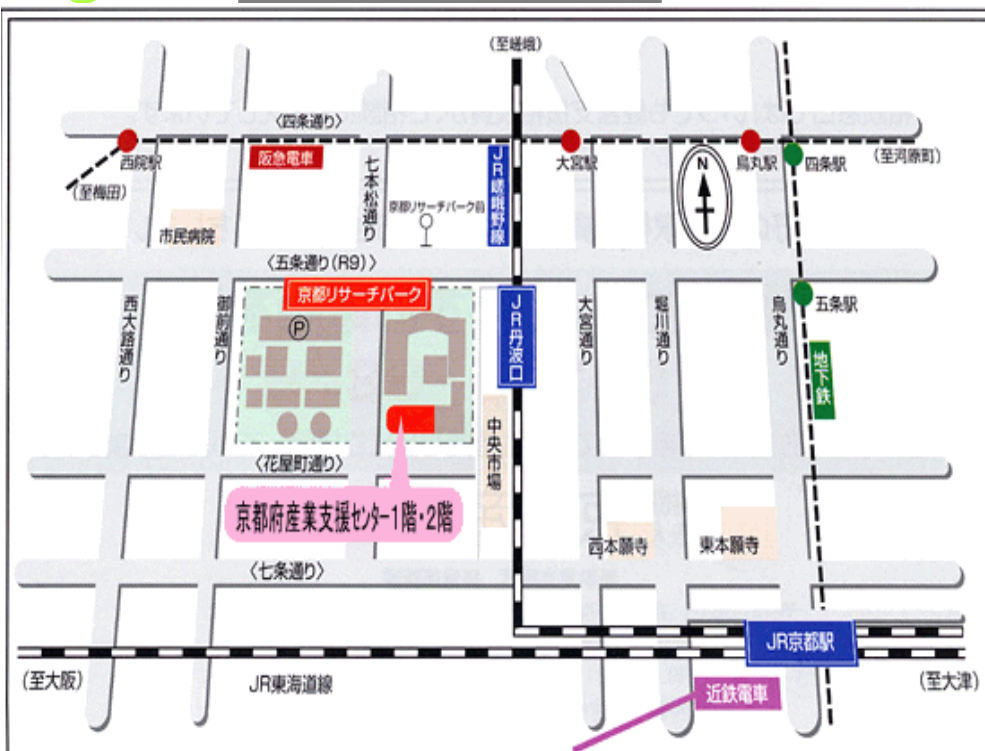 (至嵯峨)
〈四条通り〉
西院駅
阪急電車
大宮駅
N
烏丸駅
四条駅
(至河原町)
(至梅田)
七本松通り
JR嵯峨野線
京都リサーチパーク前
市民病院
〈五条通り(R9)〉
京都リサーチパーク
P
西大路通り
御前通り
JR丹波口
大宮通り
堀川通り
烏丸通り
五条駅
地下鉄
中央市場
〈花屋町通り〉
京都府産業支援センター1階・2階
西本願寺
東本願寺
〈七条通り〉
JR京都駅
(至大阪)
JR東海道線
近鉄電車
(至大津)